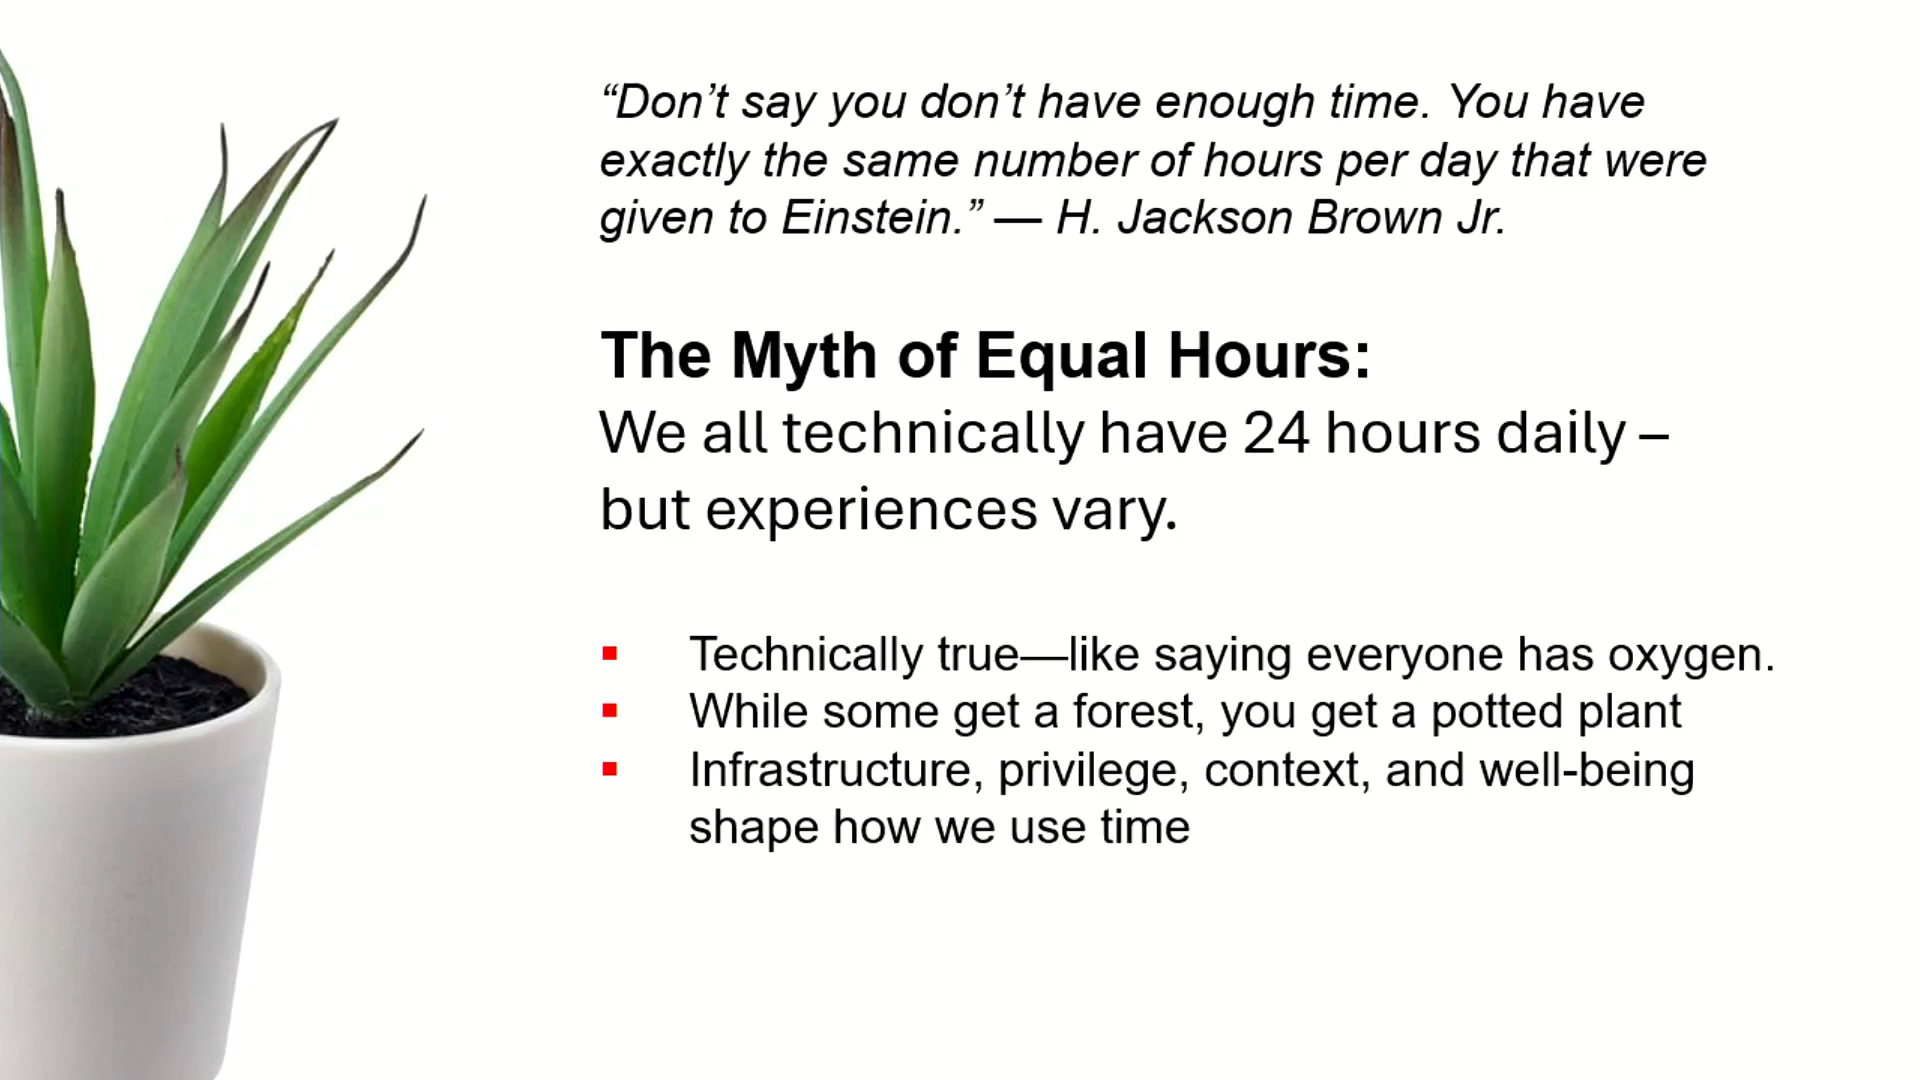 “Don’t say you don’t have enough time. You have
exactly the same number of hours per day that were
given to Einstein.” — H. Jackson Brown Jr.
The Myth of Equal Hours:
We all technically have 24 hours daily –
but experiences vary.
▪ Technically true—like saying everyone has oxygen.
▪ While some get a forest, you get a potted plant
▪ Infrastructure, privilege, context, and well-being
shape how we use time